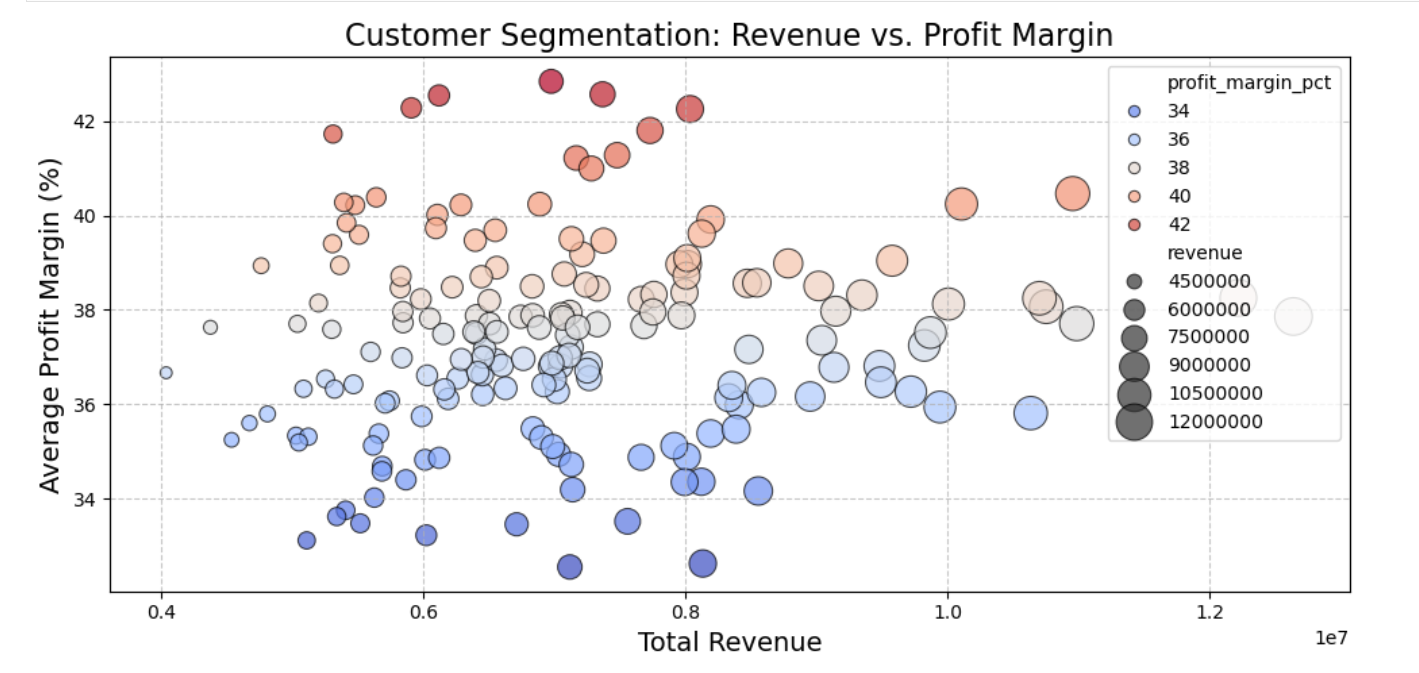 Customer Segmentation: Revenue vs. Profit Margin
Average Profit Margin (%)
42
40
38
36
34
profit_margin_pct
34
36
38
40
42
revenue
4500000
6000000
7500000
9000000
10500000
12000000
0.4 0.6 0.8 1.0 1.2
Total Revenue
1e7